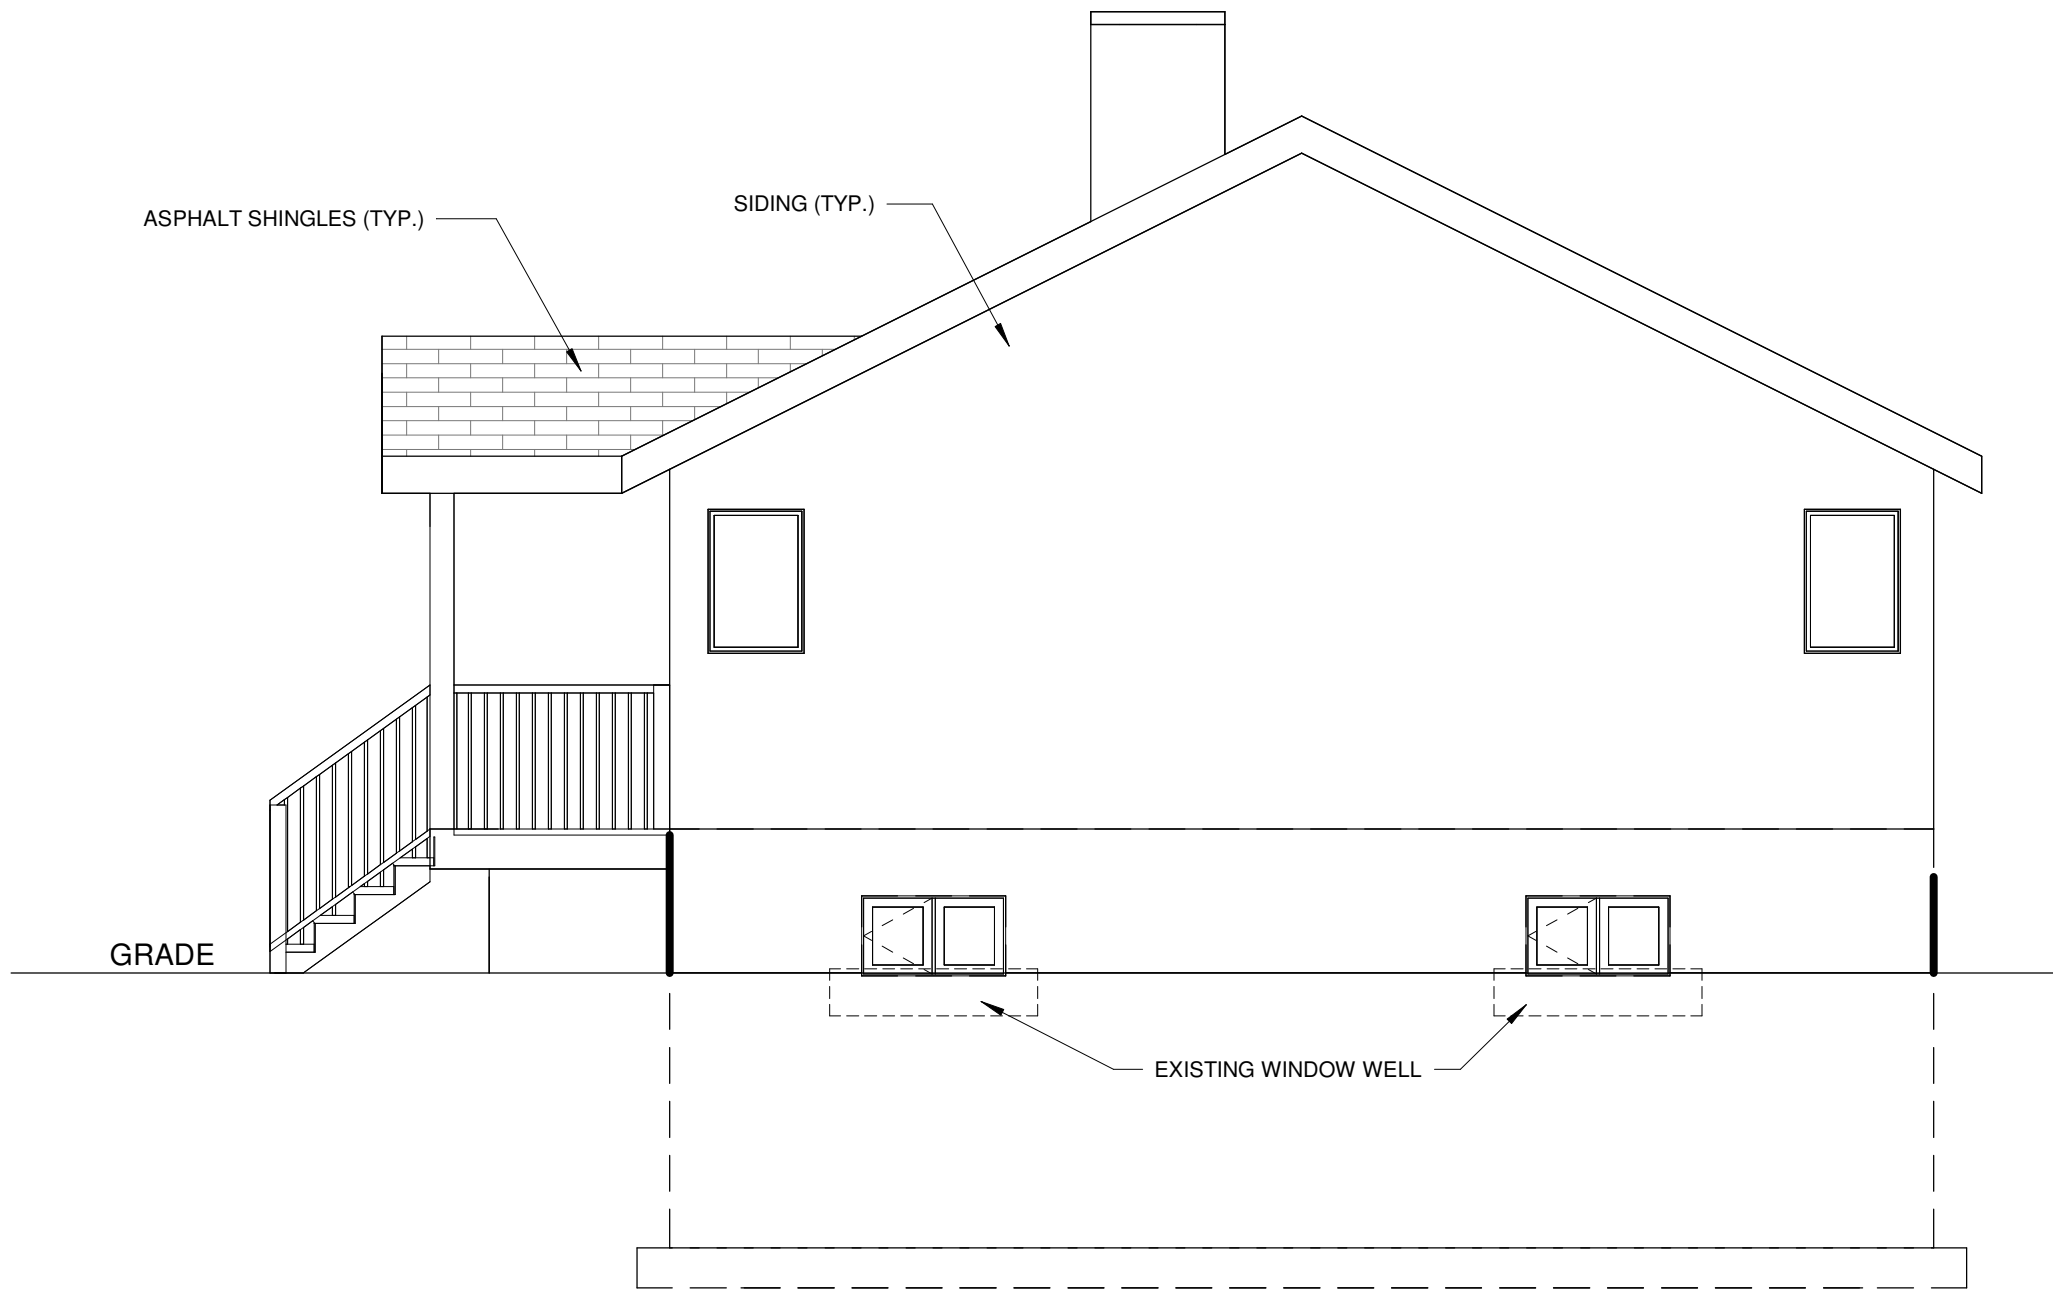 SIDING (TYP.)
ASPHALT SHINGLES (TYP.)
GRADE
EXISTING WINDOW WELL